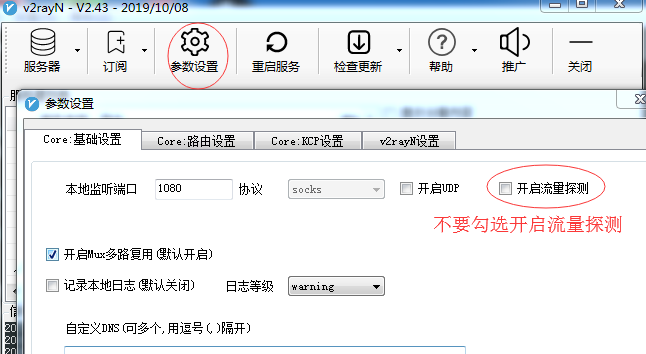 v2rayN - V2.43 - 2019/10/08
服务器 订阅 参数设置 重启服务 检查更新 帮助 推广 关闭
参数设置
Core:基础设置 Core:路由设置 Core:KCP设置 v2rayN设置
本地监听端口 1080 协议 socks 开启UDP 开启流量探测
不要勾选开启流量探测
开启Mux多路复用(默认开启)
记录本地日志(默认关闭) 日志等级 warning
自定义DNS(可多个,用逗号(,)隔开)